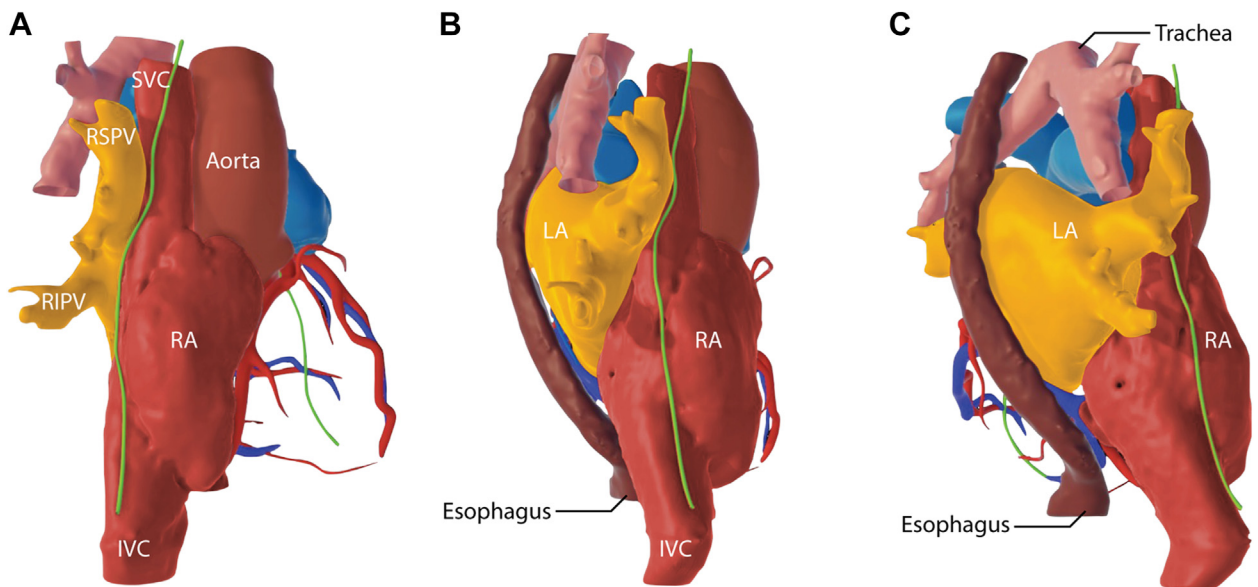 A
SVC
RSPV
Aorta
RIPV
RA
IVC
B
LA
RA
Esophagus
IVC
C
Trachea
LA
RA
Esophagus